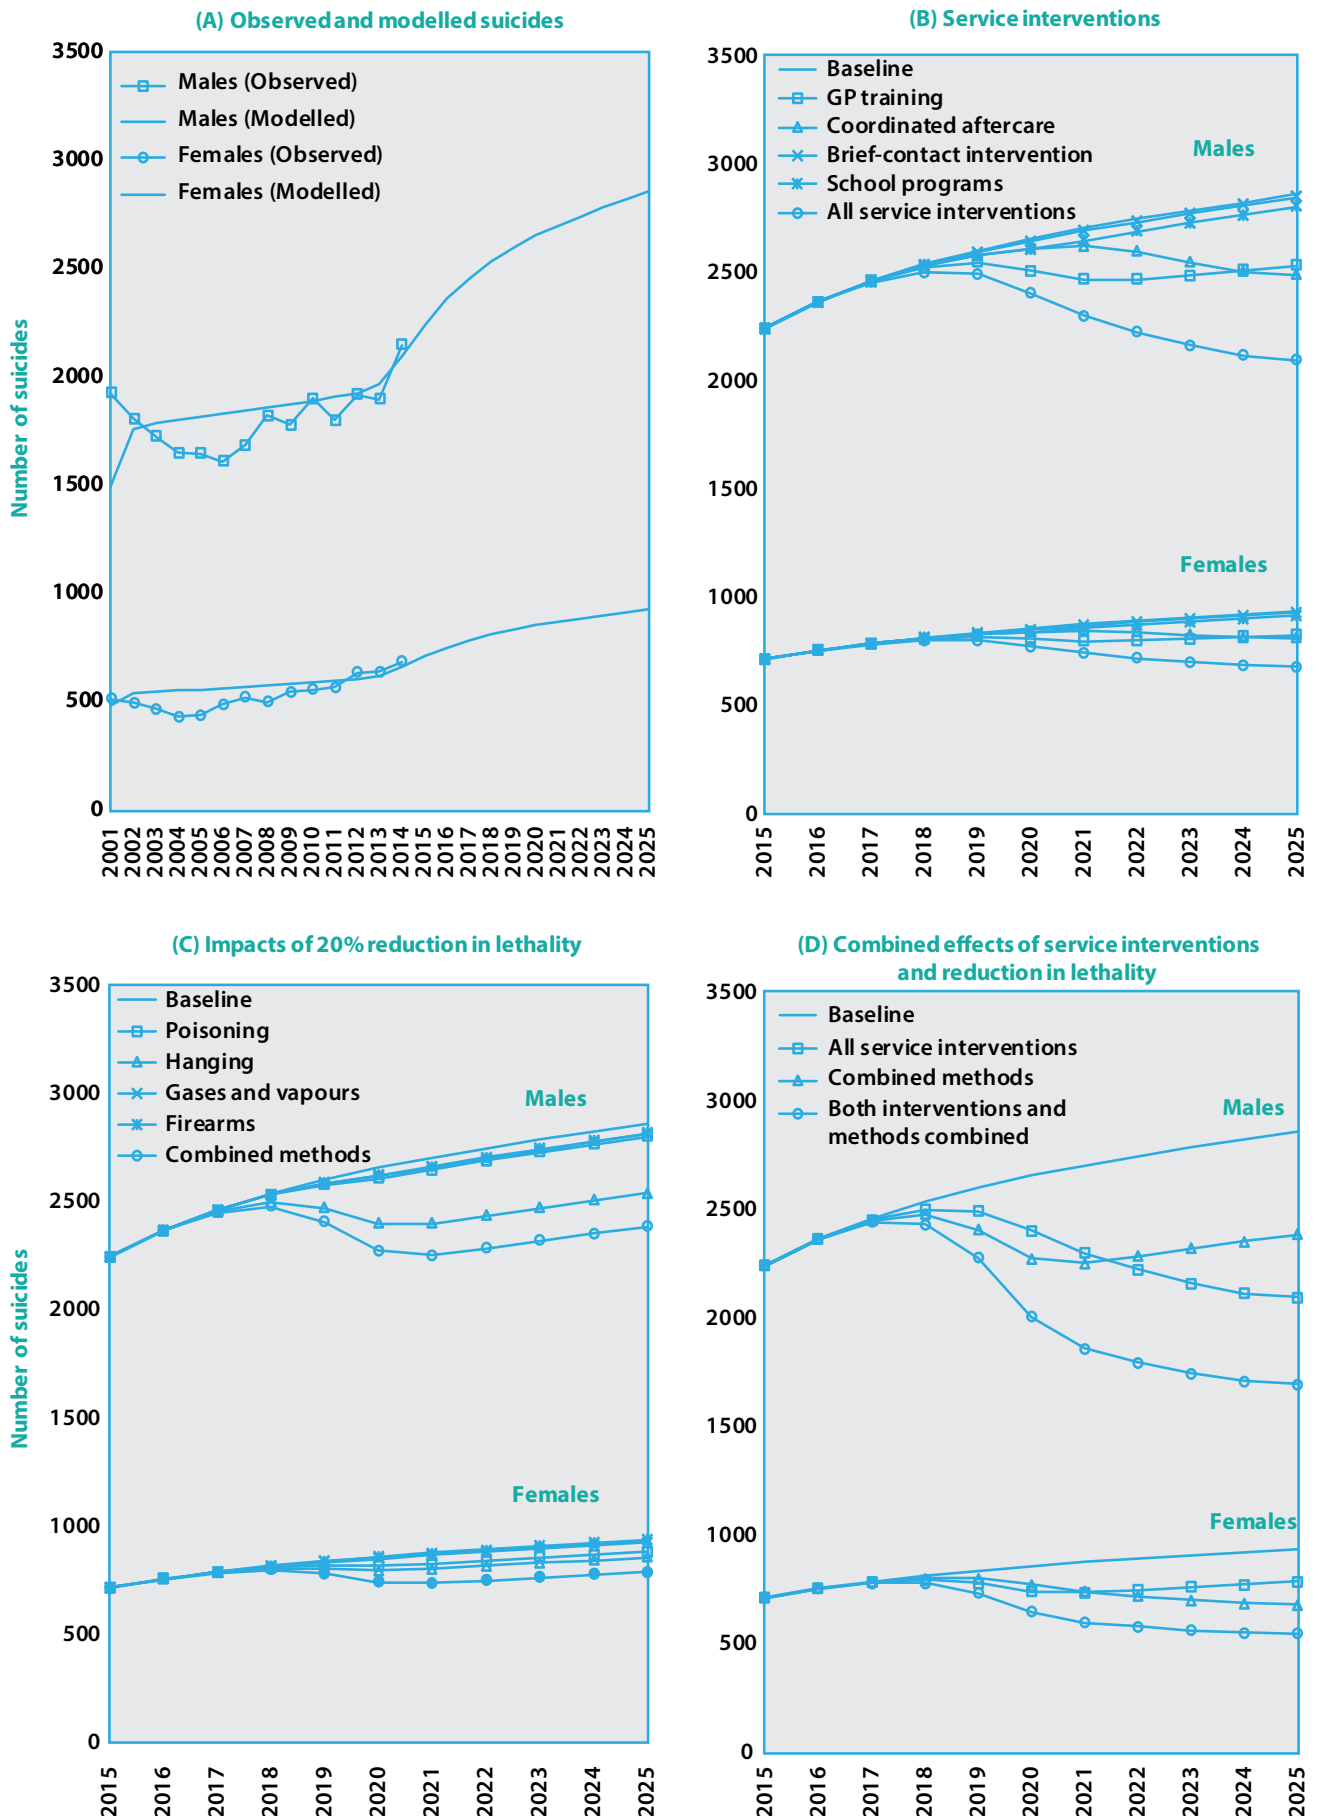 (A) Observed and modelled suicides
Number of suicides
3500
3000
2500
2000
1500
1000
500
0
Males (Observed)
Males (Modelled)
Females (Observed)
Females (Modelled)
2001
2002
2003
2004
2005
2006
2007
2008
2009
2010
2011
2012
2013
2014
2015
2016
2017
2018
2019
2020
2021
2022
2023
2024
2025
(B) Service interventions
3500
3000
2500
2000
1500
1000
500
0
Baseline
GP training
Coordinated aftercare
Brief-contact intervention
School programs
All service interventions
Males
Females
2015
2016
2017
2018
2019
2020
2021
2022
2023
2024
2025
(C) Impacts of 20% reduction in lethality
Number of suicides
3500
3000
2500
2000
1500
1000
500
0
Baseline
Poisoning
Hanging
Gases and vapours
Firearms
Combined methods
Males
Females
2015
2016
2017
2018
2019
2020
2021
2022
2023
2024
2025
(D) Combined effects of service interventions
and reduction in lethality
3500
3000
2500
2000
1500
1000
500
0
Baseline
All service interventions
Combined methods
Both interventions and
methods combined
Males
Females
2015
2016
2017
2018
2019
2020
2021
2022
2023
2024
2025